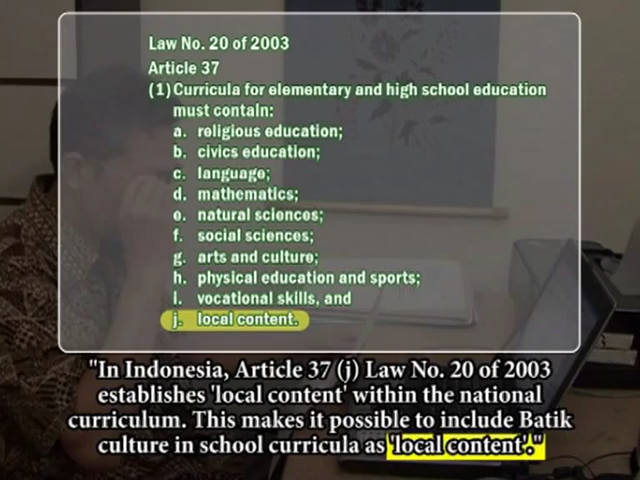 Law No. 20 of 2003
Article 37
(1) Curricula for elementary and high school education
must contain:
a. religious education;
b. civics education;
c. language;
d. mathematics;
e. natural sciences;
f. social sciences;
g. arts and culture;
h. physical education and sports;
i. vocational skills, and
j. local content.
"In Indonesia, Article 37 (j) Law No. 20 of 2003
establishes 'local content' within the national
curriculum. This makes it possible to include Batik
culture in school curricula as 'local content'."